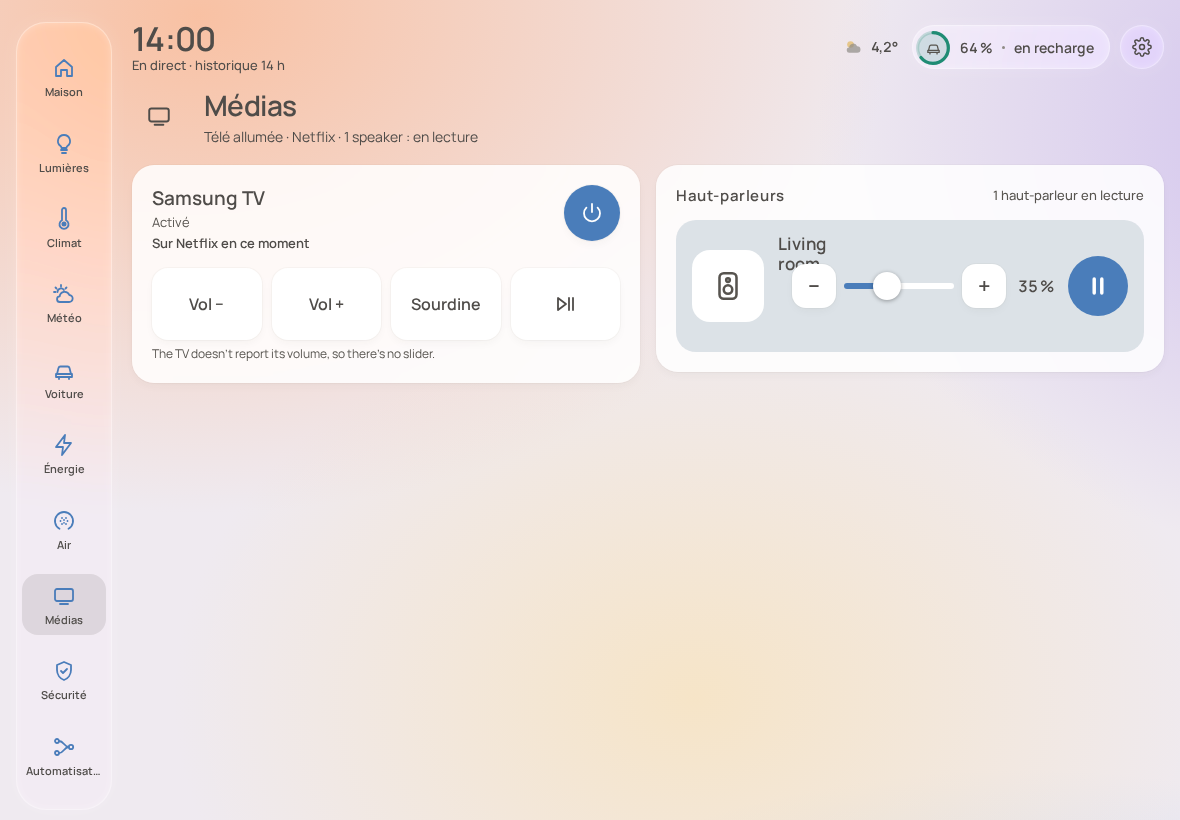 14:00
En direct · historique 14 h
4,2°
64 % • en recharge
Maison
Lumières
Climat
Météo
Voiture
Énergie
Air
Médias
Sécurité
Automatisat…
Médias
Télé allumée · Netflix · 1 speaker : en lecture
Samsung TV
Activé
Sur Netflix en ce moment
Vol −
Vol +
Sourdine
The TV doesn't report its volume, so there's no slider.
Haut-parleurs
1 haut-parleur en lecture
Living
room
−
+
35 %